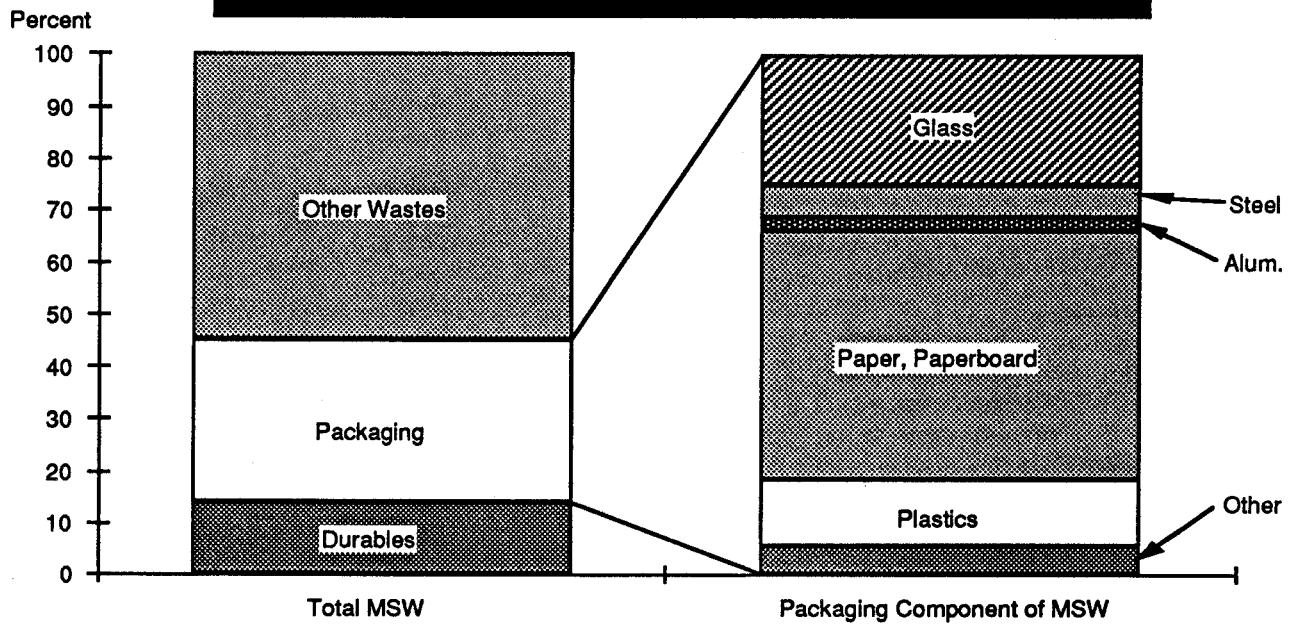 Percent
100
90
80
70
60
50
40
30
20
10
0
Other Wastes
Packaging
Durables
Glass
Steel
Alum.
Paper, Paperboard
Plastics
Other
Total MSW
Packaging Component of MSW